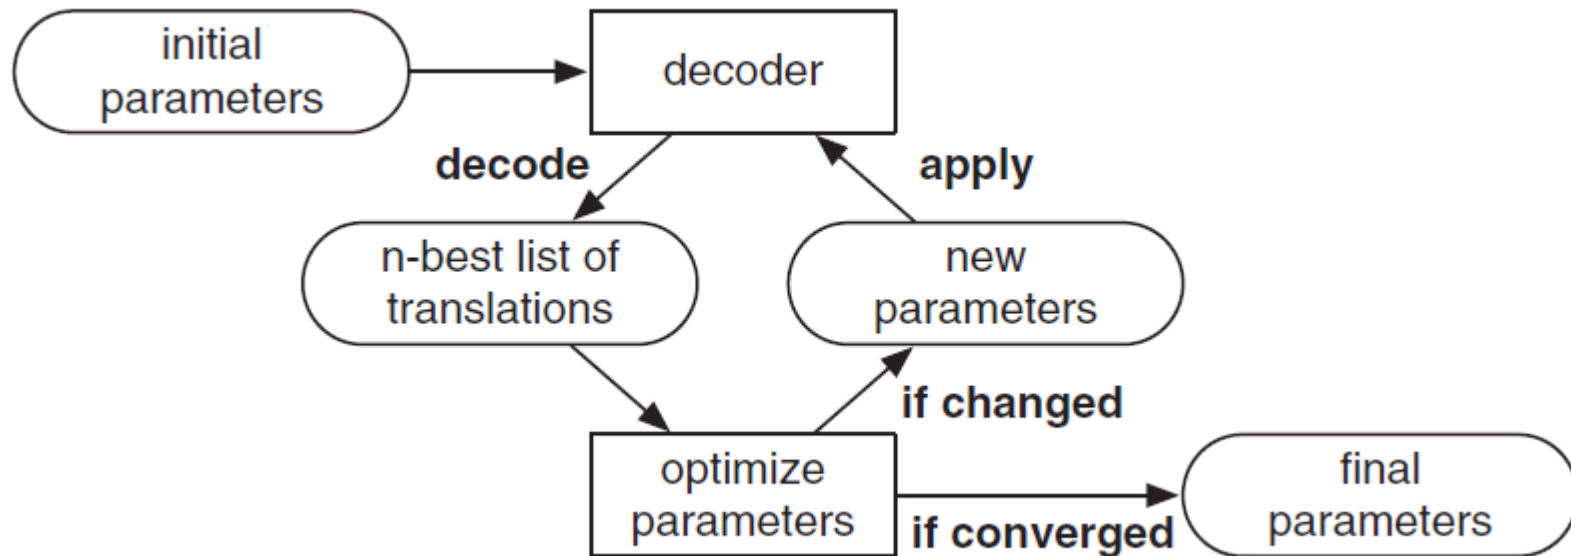 initial
parameters
decoder
decode
apply
n-best list of
translations
new
parameters
if changed
optimize
parameters
if converged
final
parameters